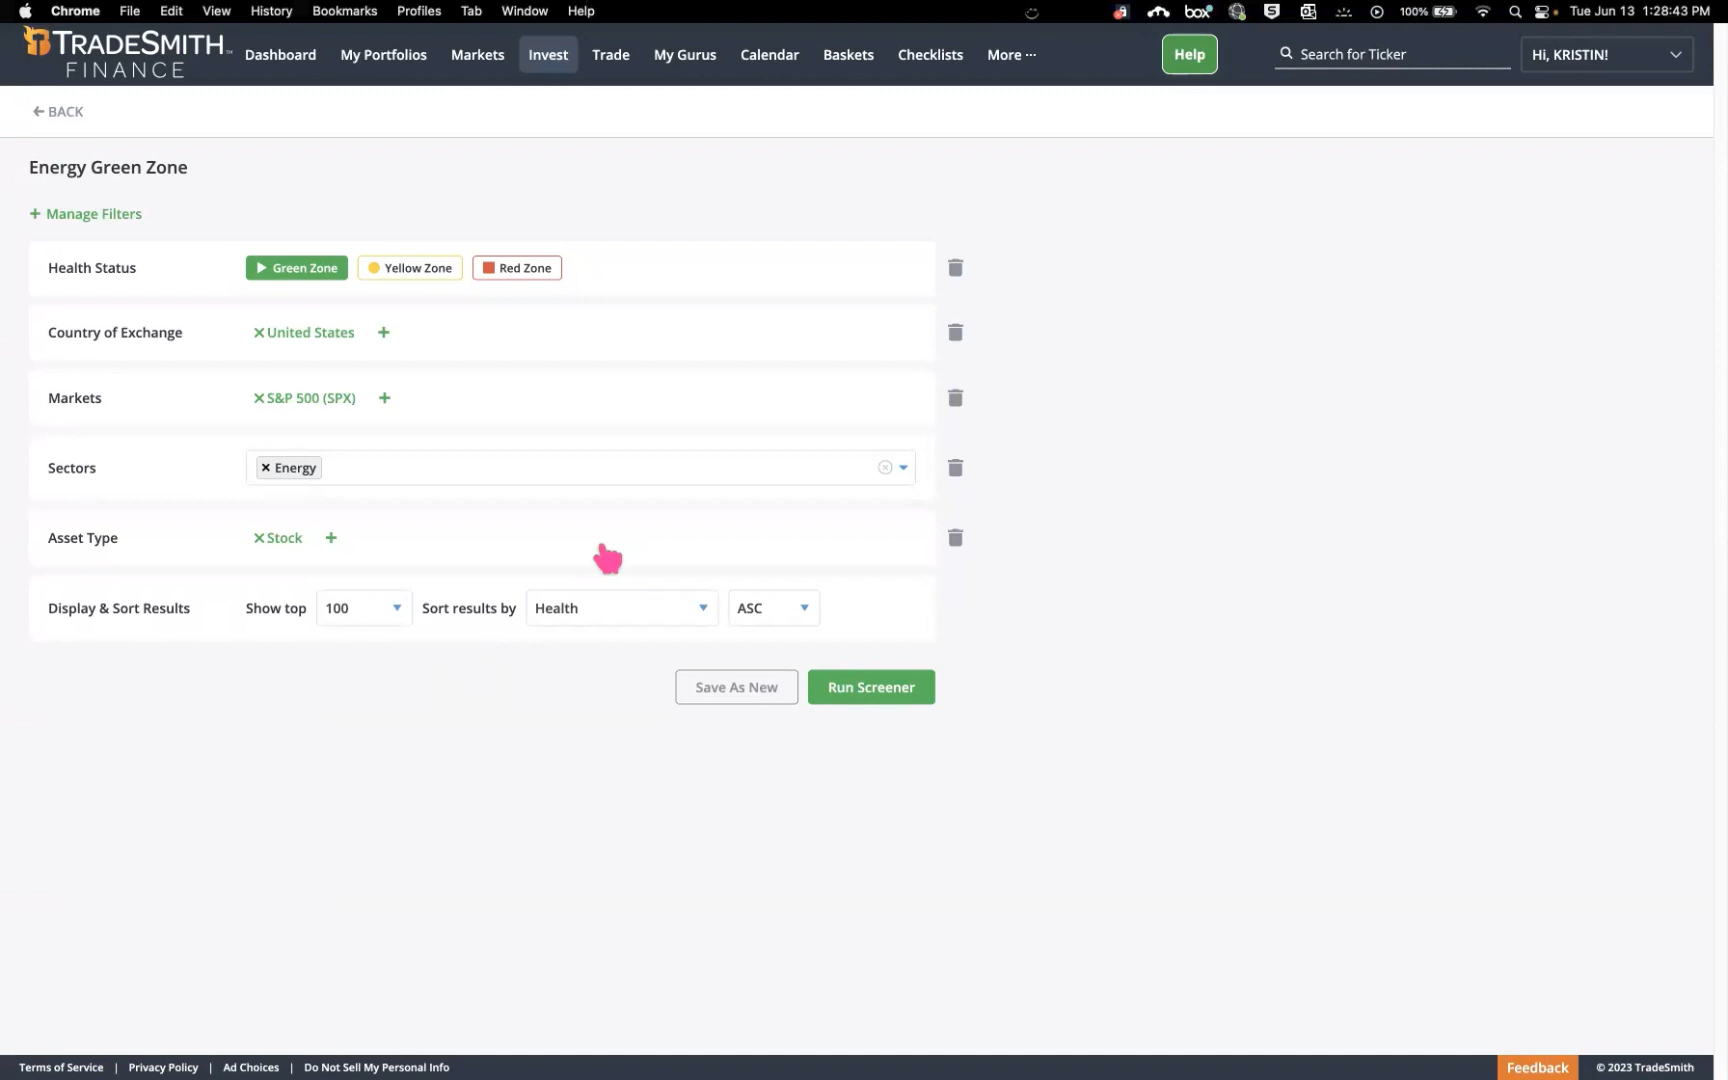 Chrome File Edit View History Bookmarks Profiles Tab Window Help box 100% Tue Jun 13 1:28:43 PM
TRADESMITH FINANCE Dashboard My Portfolios Markets Invest Trade My Gurus Calendar Baskets Checklists More ··· Help Search for Ticker Hi, KRISTIN!
BACK
Energy Green Zone
+ Manage Filters
Health Status Green Zone Yellow Zone Red Zone
Country of Exchange ×United States +
Markets ×S&P 500 (SPX) +
Sectors × Energy
Asset Type ×Stock +
Display & Sort Results Show top 100 Sort results by Health ASC
Save As New Run Screener
Terms of Service | Privacy Policy | Ad Choices | Do Not Sell My Personal Info Feedback © 2023 TradeSmith